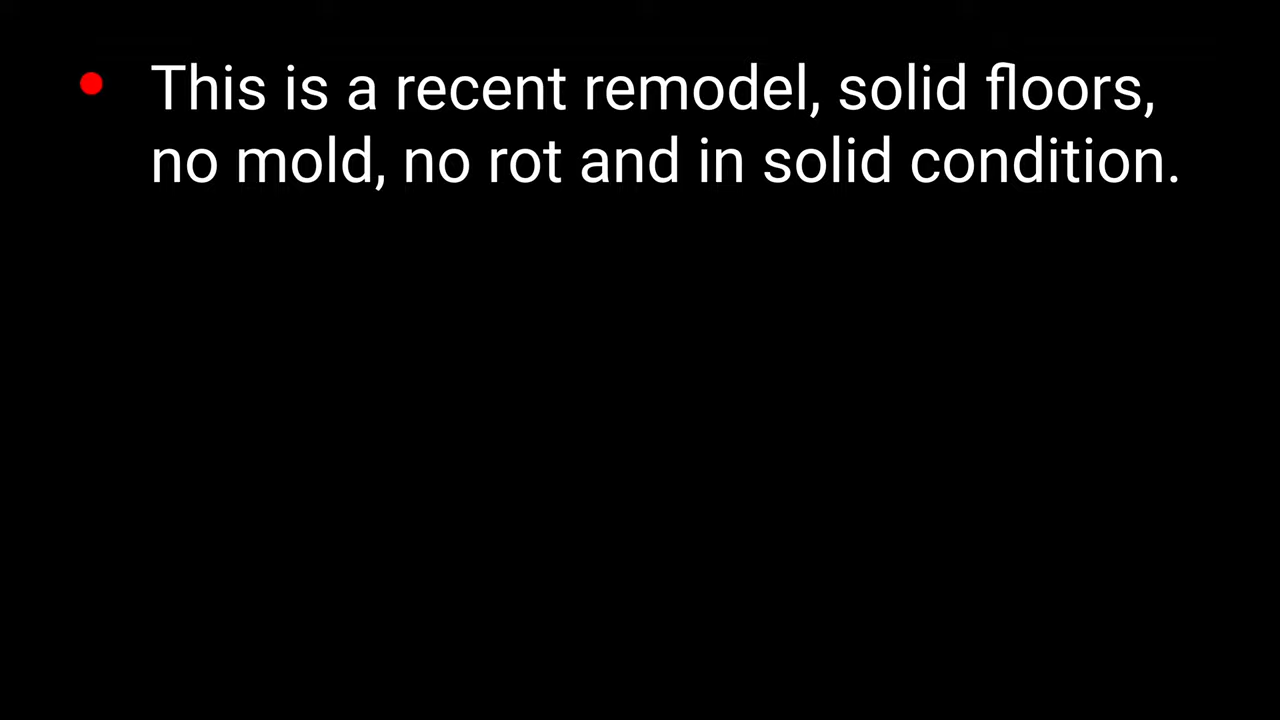 This is a recent remodel, solid floors,
no mold, no rot and in solid condition.